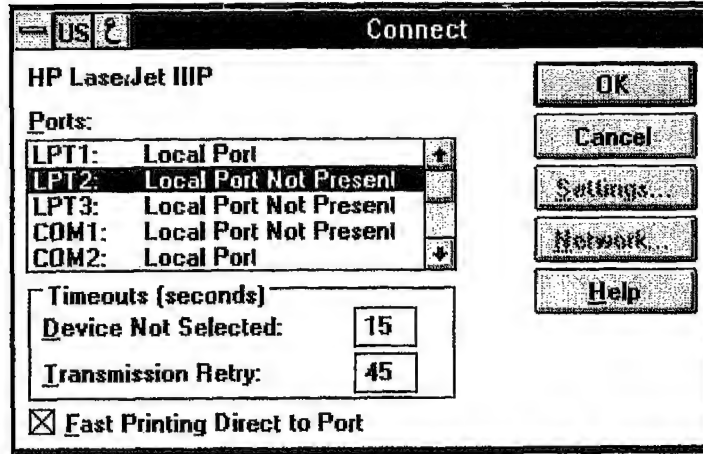 US Connect
HP LaserJet IIIP
OK
Ports:
Cancel
LPT1: Local Port
LPT2: Local Port Not Present
Settings...
LPT3: Local Port Not Present
COM1: Local Port Not Present
Network...
COM2: Local Port
Help
Timeouts (seconds)
Device Not Selected: 15
Transmission Retry: 45
Fast Printing Direct to Port